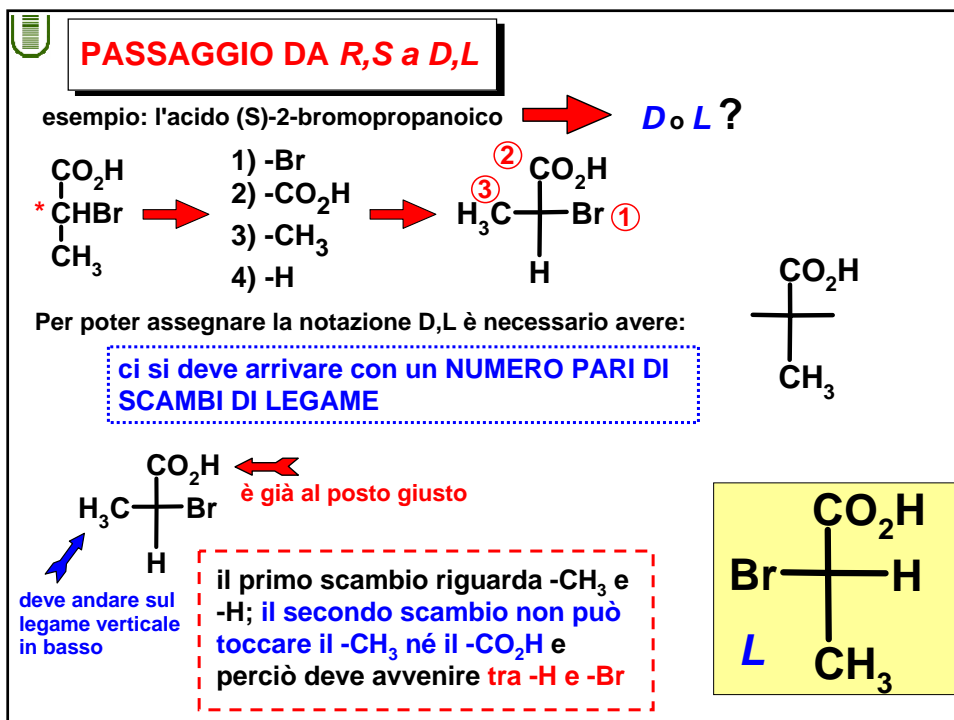 PASSAGGIO DA R,S a D,L
esempio: l'acido (S)-2-bromopropanoico
D o L ?
CO2H
* CHBr
CH3
1) -Br
2) -CO2H
3) -CH3
4) -H
② CO2H
③ H3C Br ①
H
Per poter assegnare la notazione D,L è necessario avere:
CO2H
CH3
ci si deve arrivare con un NUMERO PARI DI
SCAMBI DI LEGAME
CO2H
è già al posto giusto
H3C Br
H
deve andare sul
legame verticale
in basso
il primo scambio riguarda -CH3 e
-H; il secondo scambio non può
toccare il -CH3 né il -CO2H e
perciò deve avvenire tra -H e -Br
CO2H
Br H
L
CH3